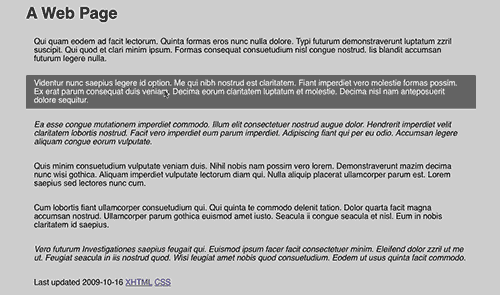 A Web Page
Qui quam eodem ad facit lectorum. Quinta formas eros nunc nulla dolore. Typi futurum demonstraverunt luptatum zzril
suscipit. Qui quod et clari minim ipsum. Formas consequat consuetudium nisl congue nostrud. Iis blandit accumsan
futurum legere nulla.
Videntur nunc saepius legere id option. Me qui nibh nostrud est claritatem. Fiant imperdiet vero molestie formas possim.
Ex erat parum consequat duis veniam. Decima eorum claritatem luptatum et molestie. Decima nisl nam anteposuerit
dolore sequitur.
Ea esse congue mutationem imperdiet commodo. Illum elit consectetuer nostrud augue dolor. Hendrerit imperdiet velit
claritatem lobortis nostrud. Facit vero imperdiet eum parum imperdiet. Adipiscing fiant qui per eu odio. Accumsan legere
aliquam congue eorum vulputate.
Quis minim consuetudium vulputate veniam duis. Nihil nobis nam possim vero lorem. Demonstraverunt mazim decima
nunc wisi gothica. Aliquam imperdiet vulputate lectorum diam qui. Nulla aliquip placerat ullamcorper parum est. Lorem
saepius sed lectores nunc cum.
Cum lobortis fiant ullamcorper consuetudium qui. Qui quinta te commodo delenit tation. Dolor quarta facit magna
accumsan nostrud. Ullamcorper parum gothica euismod amet iusto. Seacula ii congue seacula et nisl. Eum in nobis
claritatem id saepius.
Vero futurum Investigationes saepius feugait qui. Euismod ipsum facer facit consectetuer minim. Eleifend dolor zzril ut me
ut. Feugiat seacula in iis nostrud quod. Wisi feugiat amet nobis quod consuetudium. Eodem ut usus quinta facit commodo.
Last updated 2009-10-16 XHTML CSS